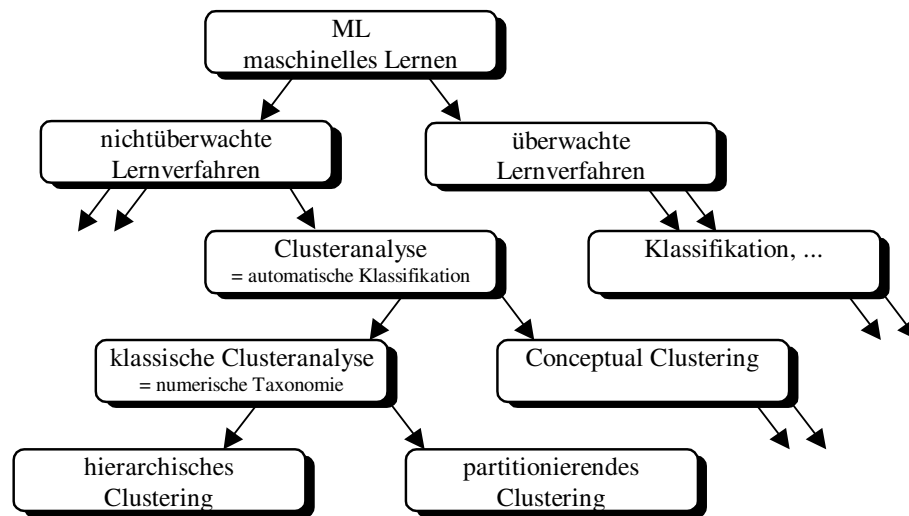 ML
maschinelles Lernen
nichtüberwachte
Lernverfahren
überwachte
Lernverfahren
Clusteranalyse
= automatische Klassifikation
Klassifikation, ...
klassische Clusteranalyse
= numerische Taxonomie
Conceptual Clustering
hierarchisches
Clustering
partitionierendes
Clustering